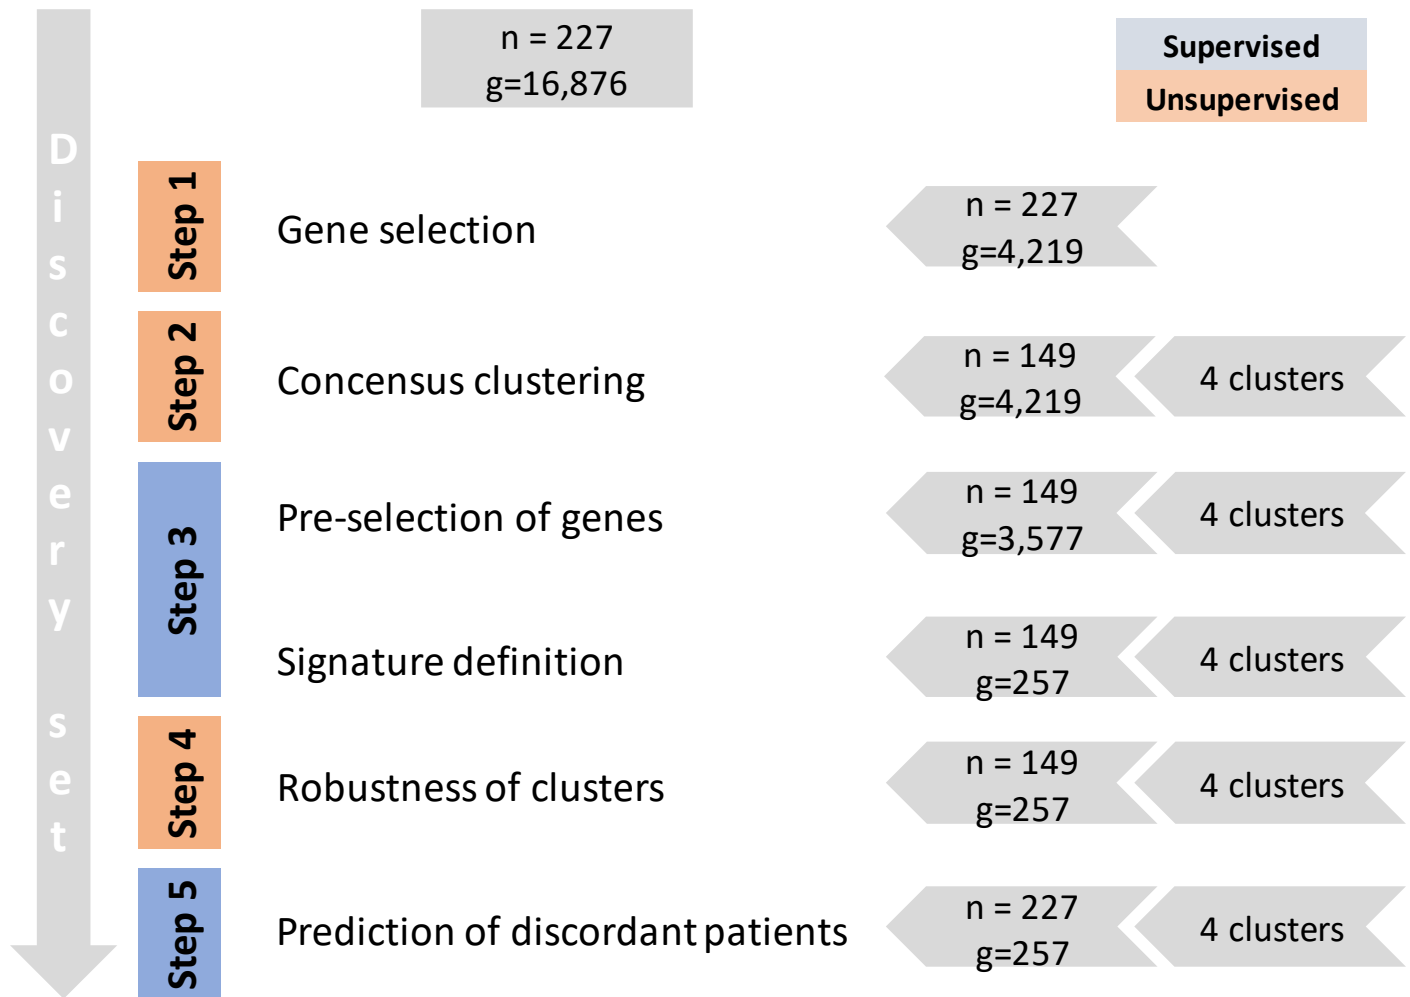 n = 227
g=16,876
Supervised
Unsupervised
Discovery set
Step 1
Gene selection
n = 227
g=4,219
Step 2
Concensus clustering
n = 149
g=4,219
4 clusters
Step 3
Pre-selection of genes
n = 149
g=3,577
4 clusters
Signature definition
n = 149
g=257
4 clusters
Step 4
Robustness of clusters
n = 149
g=257
4 clusters
Step 5
Prediction of discordant patients
n = 227
g=257
4 clusters